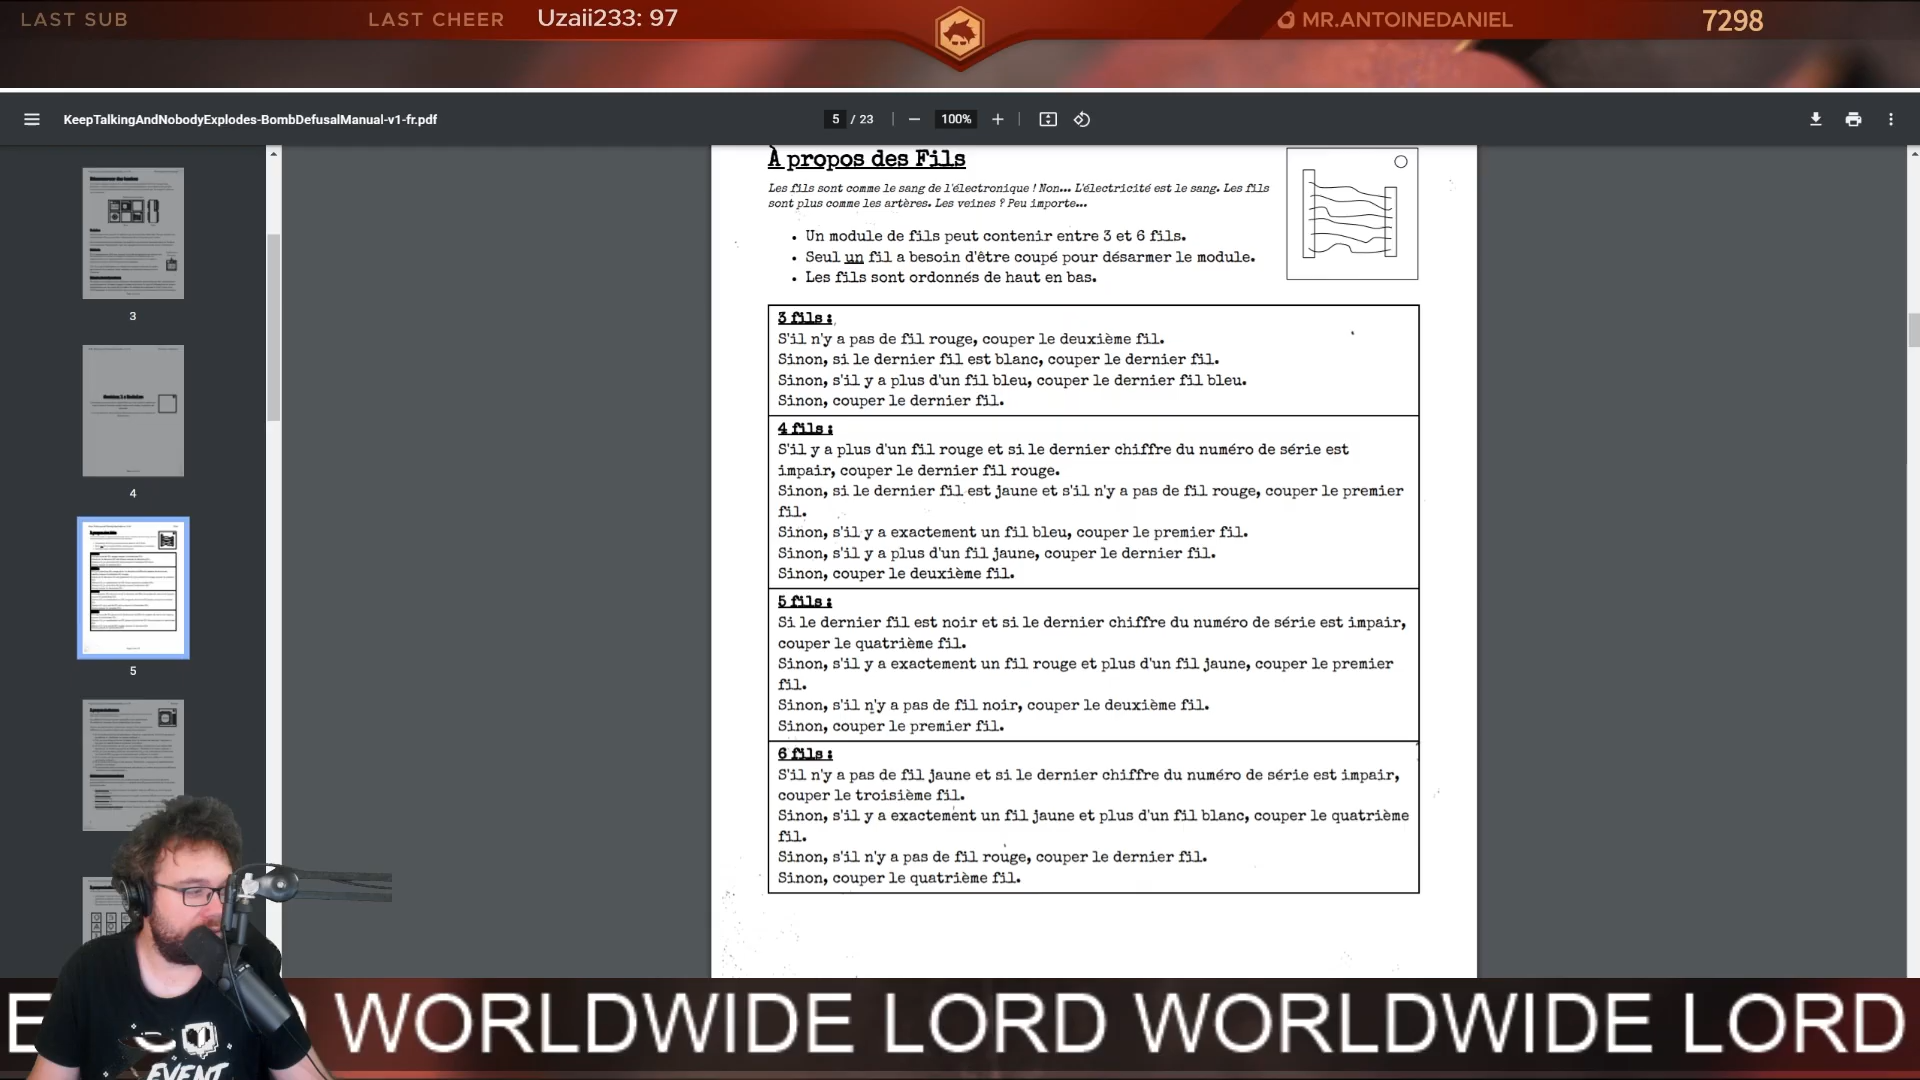 LAST SUB
LAST CHEER
Uzaii233: 97
MR.ANTOINEDANIEL
7298
KeepTalkingAndNobodyExplodes-BombDefusalManual-v1-fr.pdf
5 / 23
100%
À propos des Fils
Les fils sont comme le sang de l'électronique ! Non... L'électricité est le sang. Les fils
sont plus comme les artères. Les veines ? Peu importe...
• Un module de fils peut contenir entre 3 et 6 fils.
• Seul un fil a besoin d'être coupé pour désarmer le module.
• Les fils sont ordonnés de haut en bas.
3 fils :
S'il n'y a pas de fil rouge, couper le deuxième fil.
Sinon, si le dernier fil est blanc, couper le dernier fil.
Sinon, s'il y a plus d'un fil bleu, couper le dernier fil bleu.
Sinon, couper le dernier fil.
4 fils :
S'il y a plus d'un fil rouge et si le dernier chiffre du numéro de série est
impair, couper le dernier fil rouge.
Sinon, si le dernier fil est jaune et s'il n'y a pas de fil rouge, couper le premier
fil.
Sinon, s'il y a exactement un fil bleu, couper le premier fil.
Sinon, s'il y a plus d'un fil jaune, couper le dernier fil.
Sinon, couper le deuxième fil.
5 fils :
Si le dernier fil est noir et si le dernier chiffre du numéro de série est impair,
couper le quatrième fil.
Sinon, s'il y a exactement un fil rouge et plus d'un fil jaune, couper le premier
fil.
Sinon, s'il n'y a pas de fil noir, couper le deuxième fil.
Sinon, couper le premier fil.
6 fils :
S'il n'y a pas de fil jaune et si le dernier chiffre du numéro de série est impair,
couper le troisième fil.
Sinon, s'il y a exactement un fil jaune et plus d'un fil blanc, couper le quatrième
fil.
Sinon, s'il n'y a pas de fil rouge, couper le dernier fil.
Sinon, couper le quatrième fil.
3
4
5
WORLDWIDE LORD WORLDWIDE LORD
EVENT